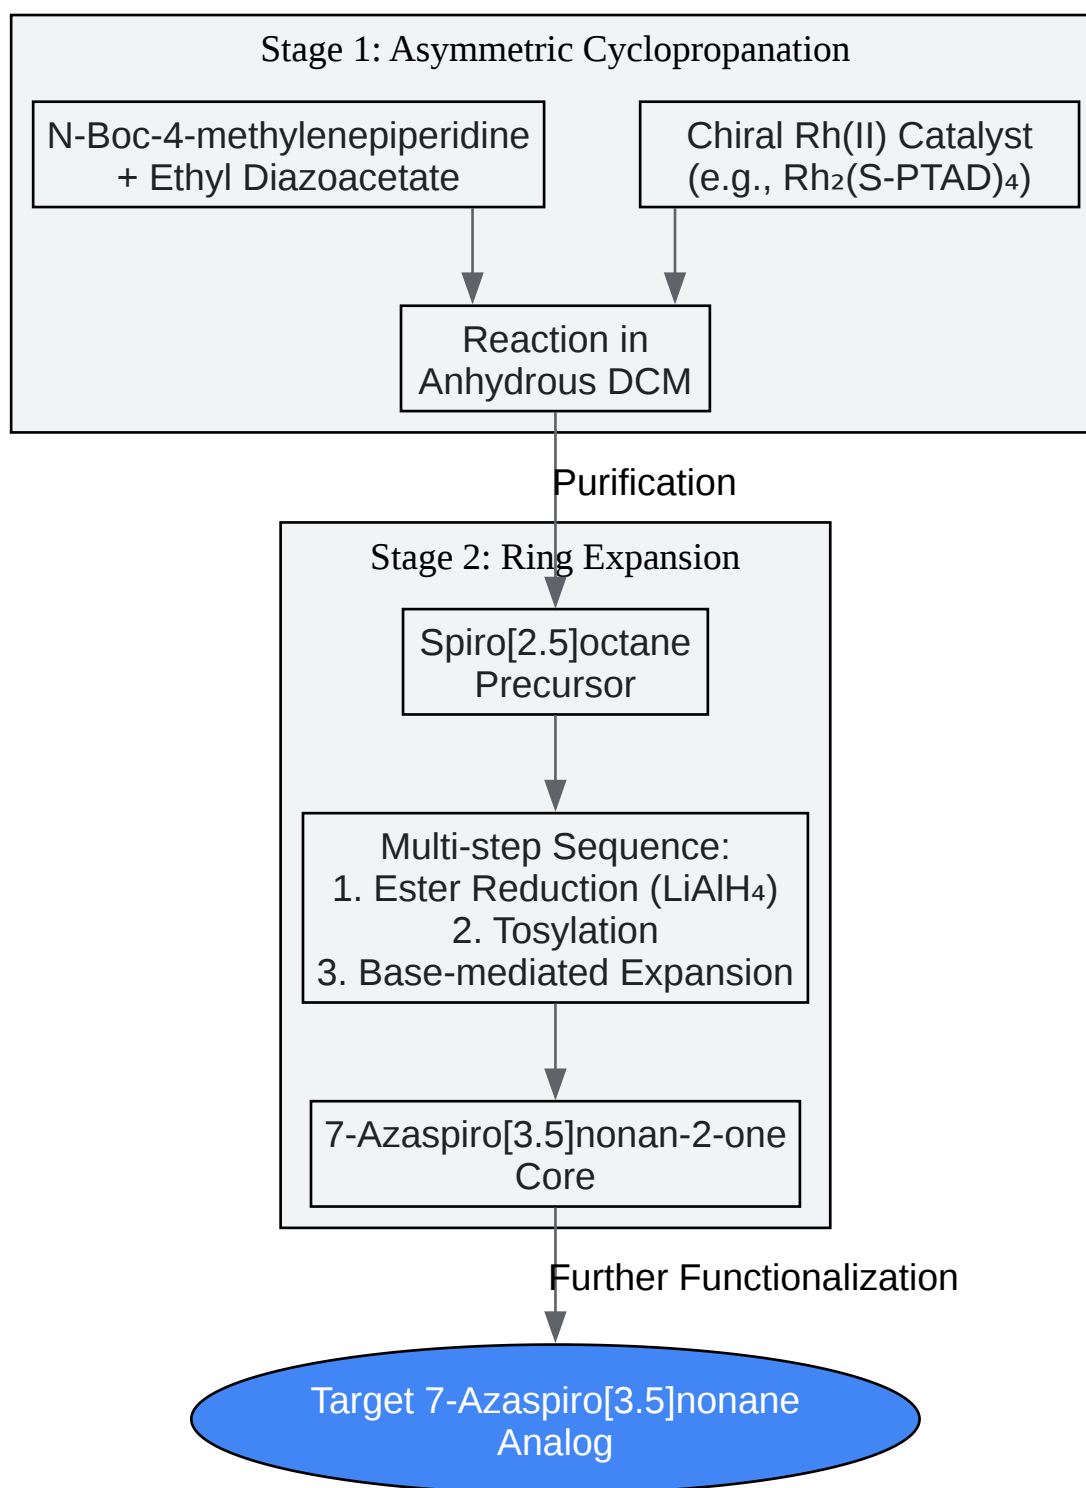 Stage 1: Asymmetric Cyclopropanation
N-Boc-4-methylenepiperidine
+ Ethyl Diazoacetate
Chiral Rh(II) Catalyst
(e.g., Rh₂(S-PTAD)₄)
Reaction in
Anhydrous DCM
Purification
Stage 2: Ring Expansion
Spiro[2.5]octane
Precursor
Multi-step Sequence:
1. Ester Reduction (LiAlH₄)
2. Tosylation
3. Base-mediated Expansion
7-Azaspiro[3.5]nonan-2-one
Core
Further Functionalization
Target 7-Azaspiro[3.5]nonane
Analog